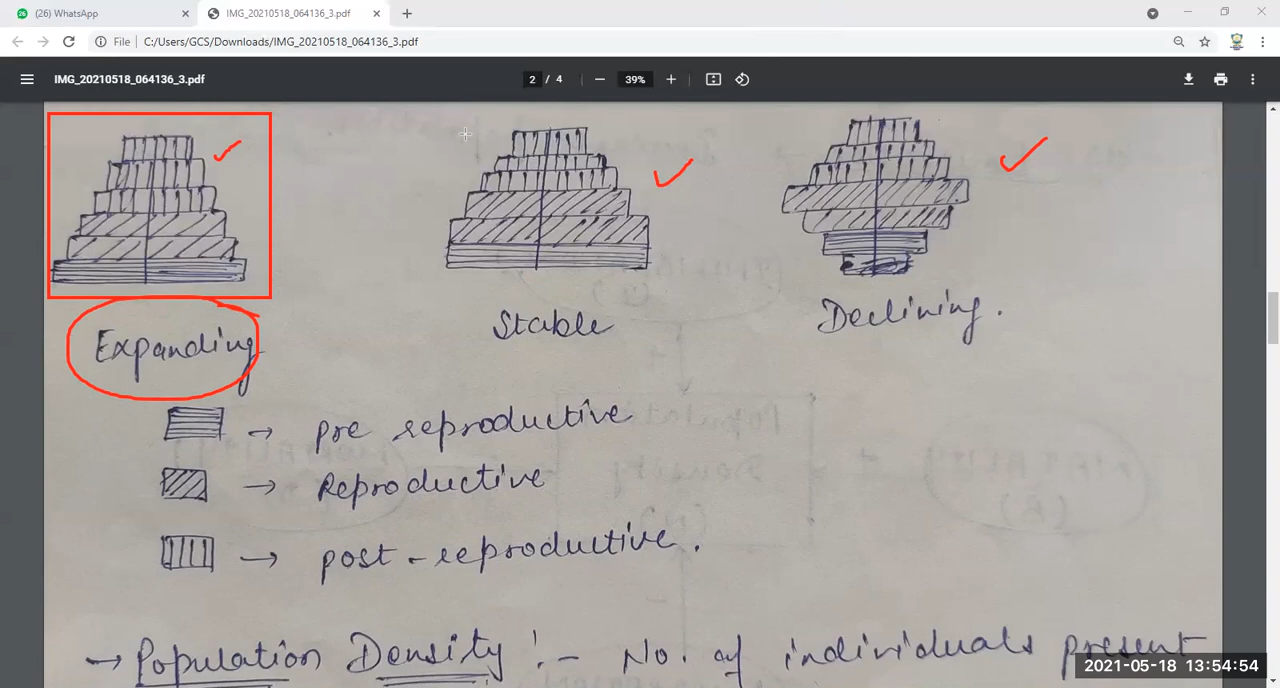 (26) WhatsApp
IMG_20210518_064136_3.pdf
File
C:/Users/GCS/Downloads/IMG_20210518_064136_3.pdf
IMG_20210518_064136_3.pdf
2 / 4
39%
Expanding
Stable
Declining.
→ pre reproductive
→ Reproductive
→ post-reproductive.
→ Population Density :- No. of individuals present
2021-05-18 13:54:54